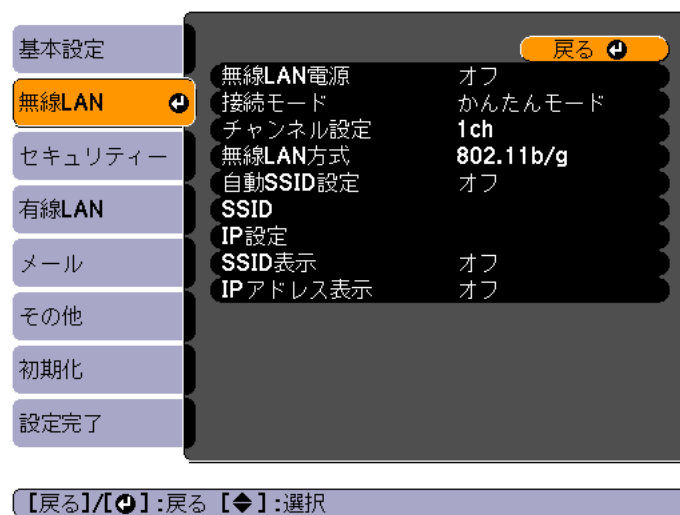 基本設定
無線LAN
セキュリティー
有線LAN
メール
その他
初期化
設定完了
戻る
無線LAN電源 オフ
接続モード かんたんモード
チャンネル設定 1ch
無線LAN方式 802.11b/g
自動SSID設定 オフ
SSID
IP設定
SSID表示 オフ
IPアドレス表示 オフ
【戻る】/【】:戻る 【◆】:選択